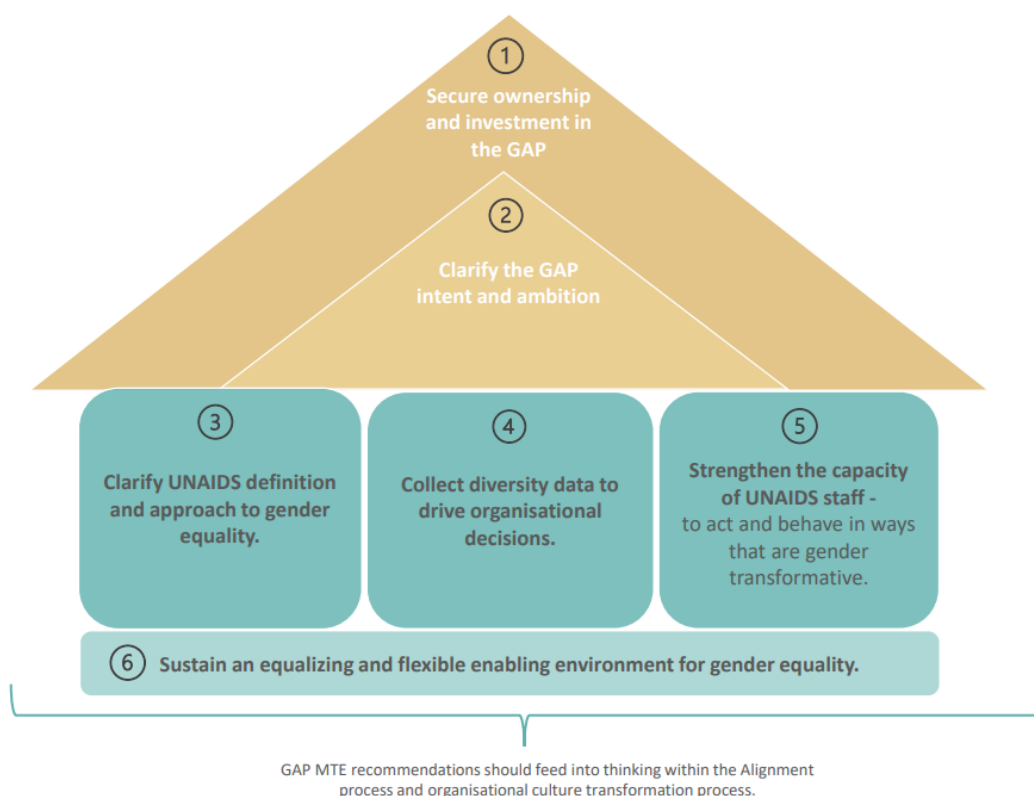 1
Secure ownership
and investment in
the GAP
2
Clarify the GAP
intent and ambition
3
Clarify UNAIDS definition
and approach to gender
equality.
4
Collect diversity data to
drive organisational
decisions.
5
Strengthen the capacity
of UNAIDS staff -
to act and behave in ways
that are gender
transformative.
6 Sustain an equalizing and flexible enabling environment for gender equality.
GAP MTE recommendations should feed into thinking within the Alignment
process and organisational culture transformation process.